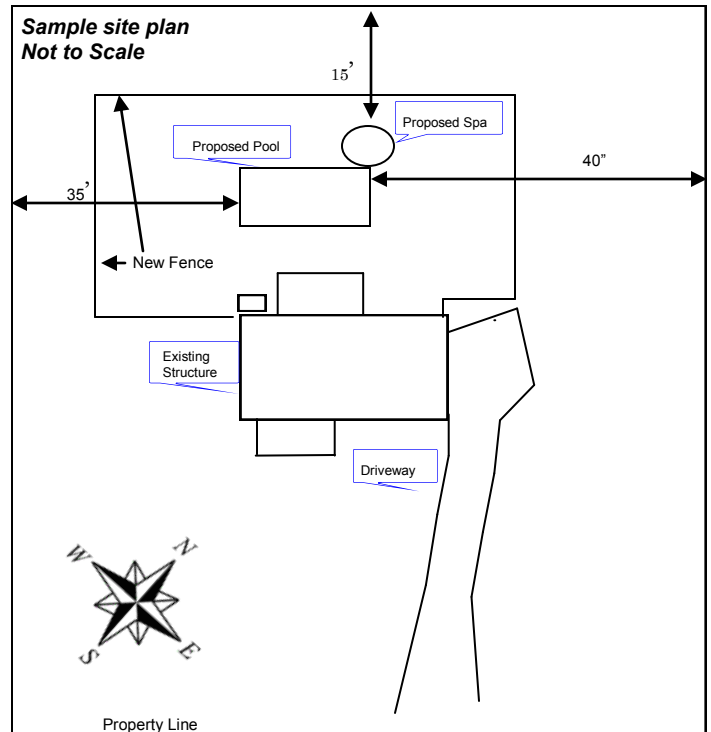 Sample site plan
Not to Scale
15’
Proposed Spa
Proposed Pool
40”
35’
New Fence
Existing
Structure
Driveway
W
N
S
E
Property Line